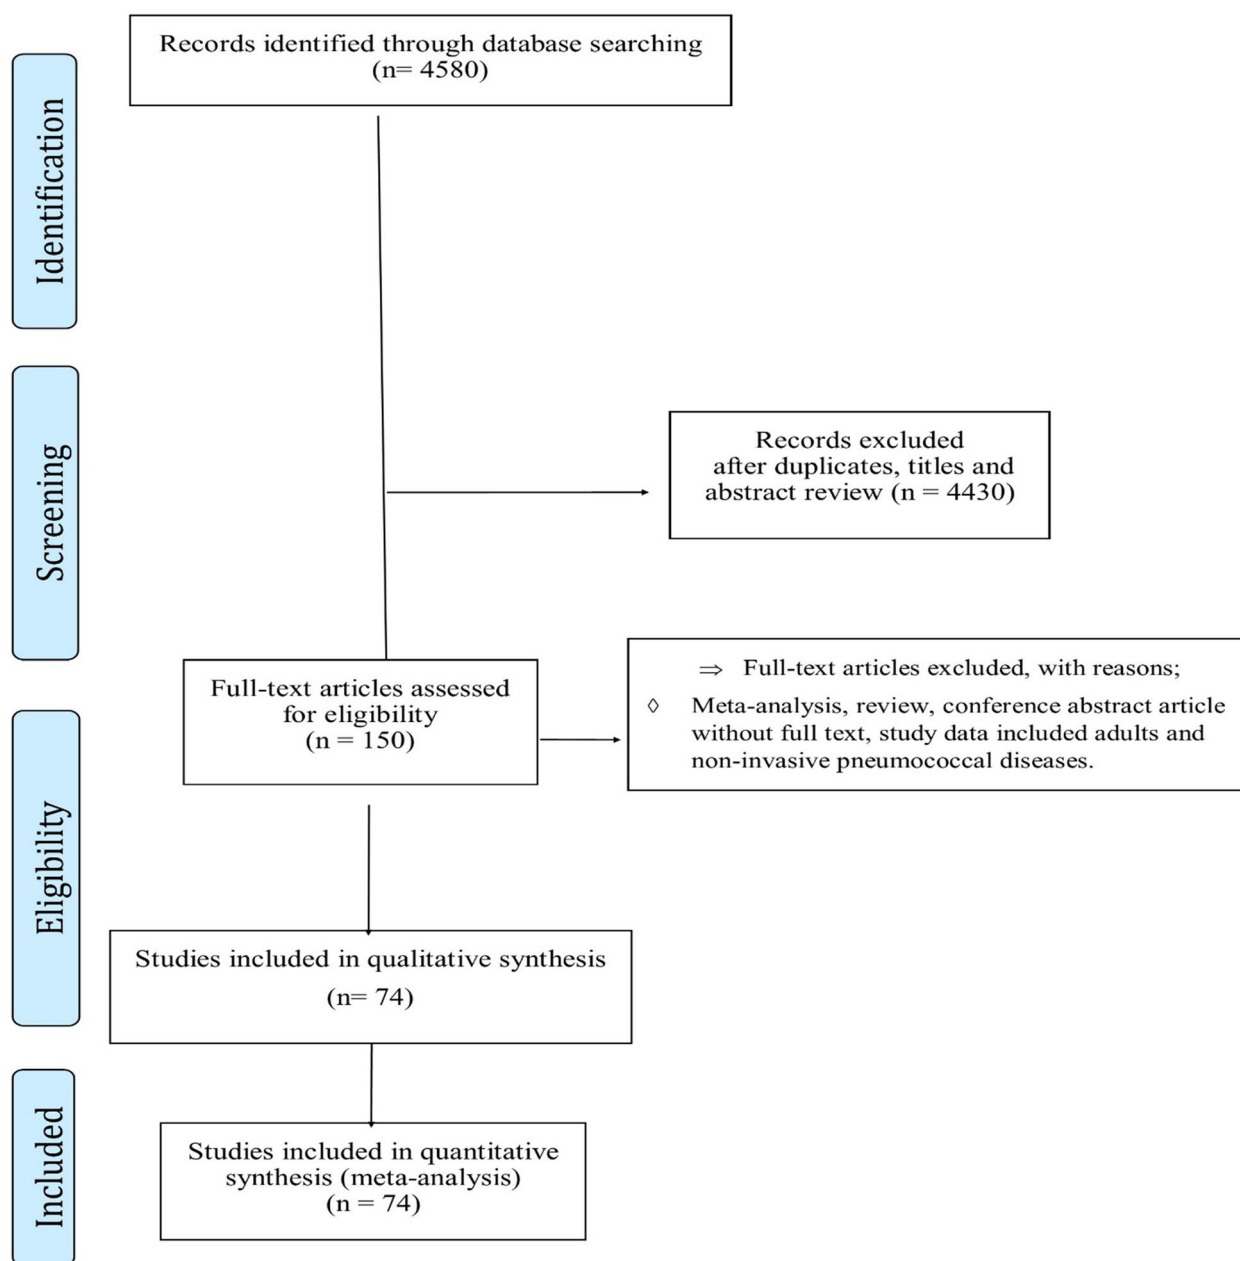 Records identified through database searching
(n= 4580)
Identification
Records excluded
after duplicates, titles and
abstract review (n = 4430)
Screening
Full-text articles assessed
for eligibility
(n = 150)
⇒ Full-text articles excluded, with reasons;
◊ Meta-analysis, review, conference abstract article
without full text, study data included adults and
non-invasive pneumococcal diseases.
Eligibility
Studies included in qualitative synthesis
(n= 74)
Included
Studies included in quantitative
synthesis (meta-analysis)
(n = 74)